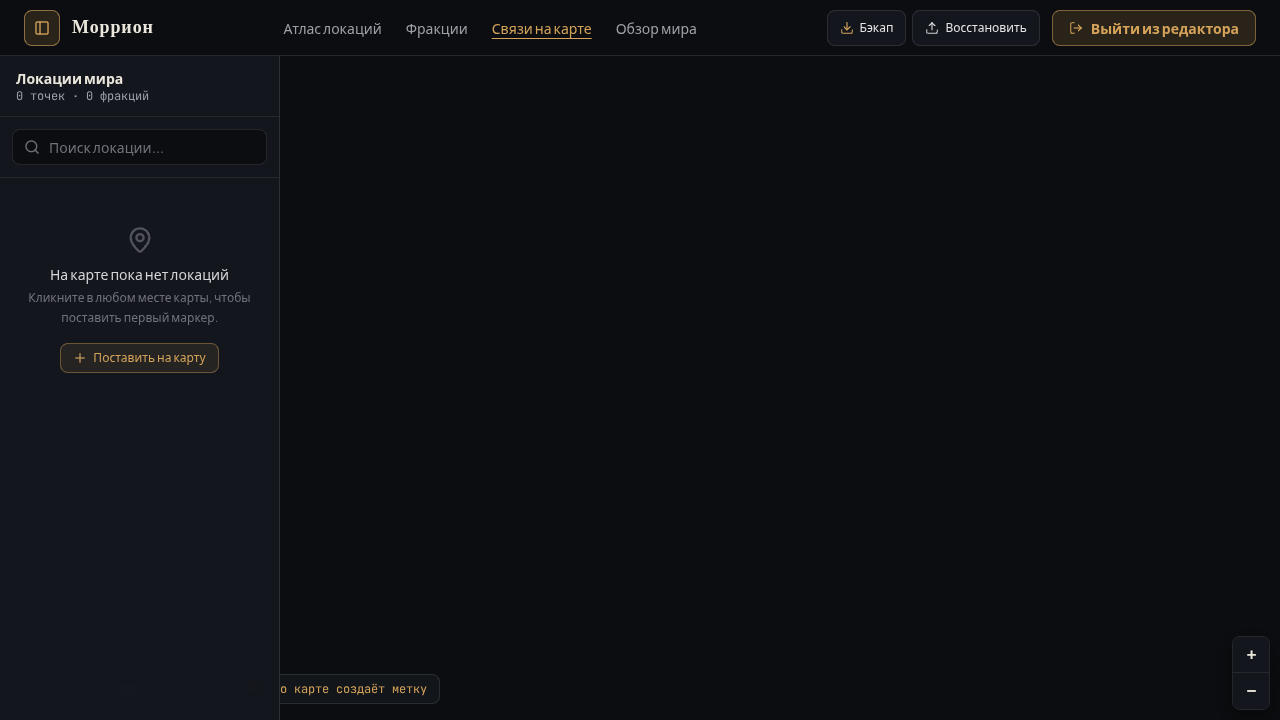 Моррион
Атлас локаций
Фракции
Связи на карте
Обзор мира
Бэкап
Восстановить
Выйти из редактора
Локации мира
0 точек · 0 фракций
Поиск локации...
На карте пока нет локаций
Кликните в любом месте карты, чтобы
поставить первый маркер.
Поставить на карту
о карте создаёт метку
+
−